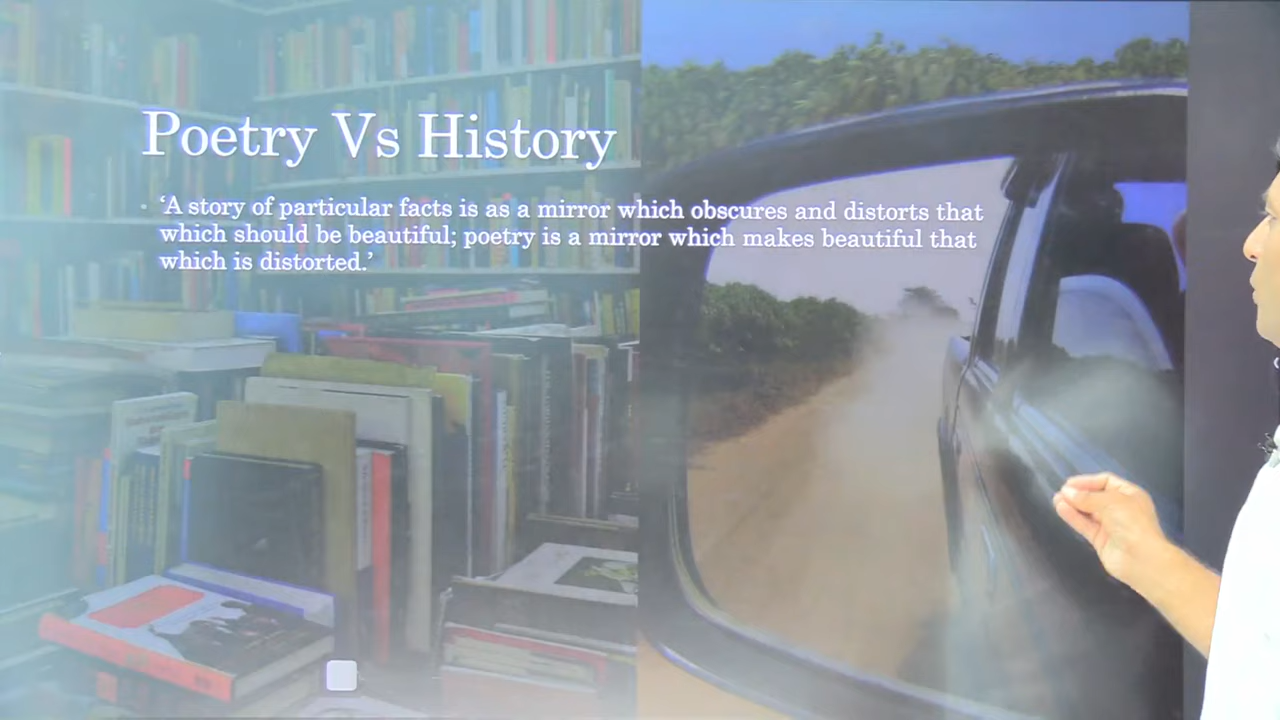 Poetry Vs History
‘A story of particular facts is as a mirror which obscures and distorts that
which should be beautiful; poetry is a mirror which makes beautiful that
which is distorted.’